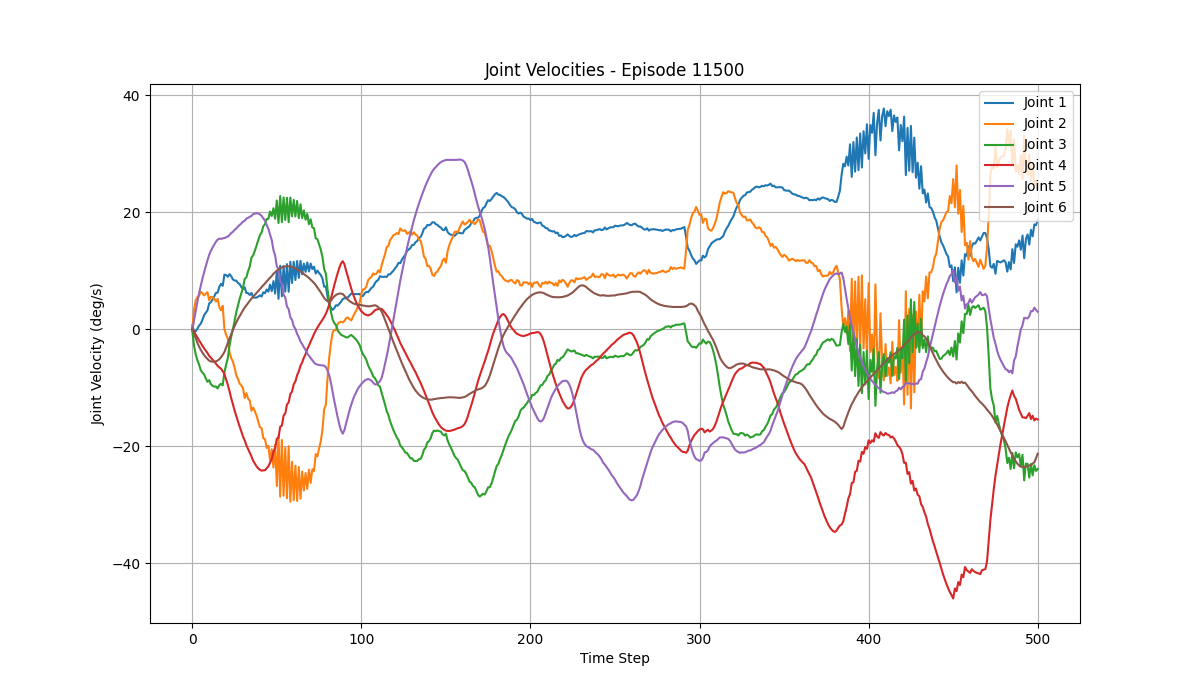 Joint Velocities - Episode 11500
Joint Velocity (deg/s)
40
20
0
−20
−40
Joint 1
Joint 2
Joint 3
Joint 4
Joint 5
Joint 6
0
100
200
300
400
500
Time Step